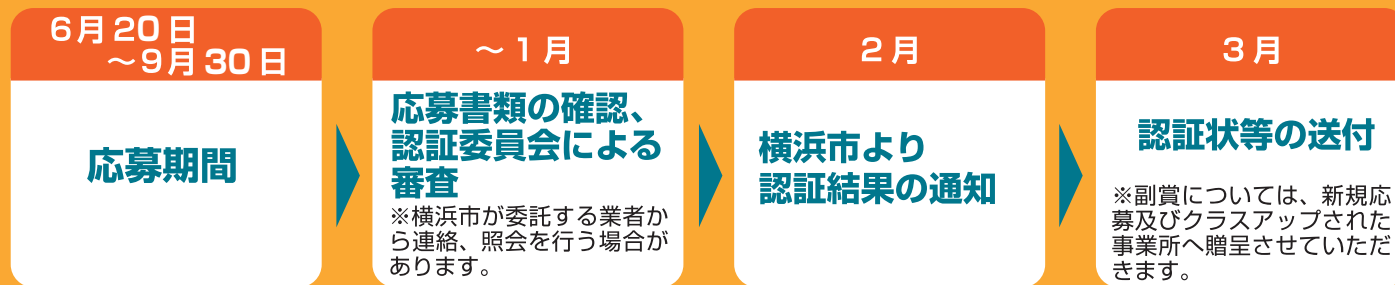 6月20日
～9月30日
応募期間
～1月
応募書類の確認、
認証委員会による
審査
※横浜市が委託する業者か
ら連絡、照会を行う場合が
あります。
2月
横浜市より
認証結果の通知
3月
認証状等の送付
※副賞については、新規応
募及びクラスアップされた
事業所へ贈呈させていただ
きます。